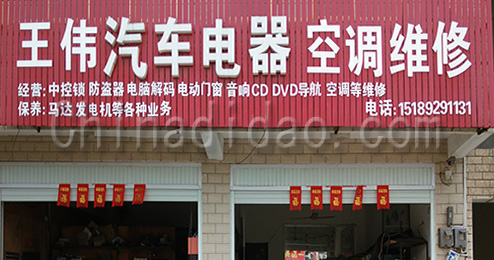 王伟汽车电器 空调维修
经营: 中控锁 防盗器 电脑解码 电动门窗 音响CD DVD导航 空调等维修
保养: 马达 发电机等各种业务
电话: 15189291131
chinadidao.com